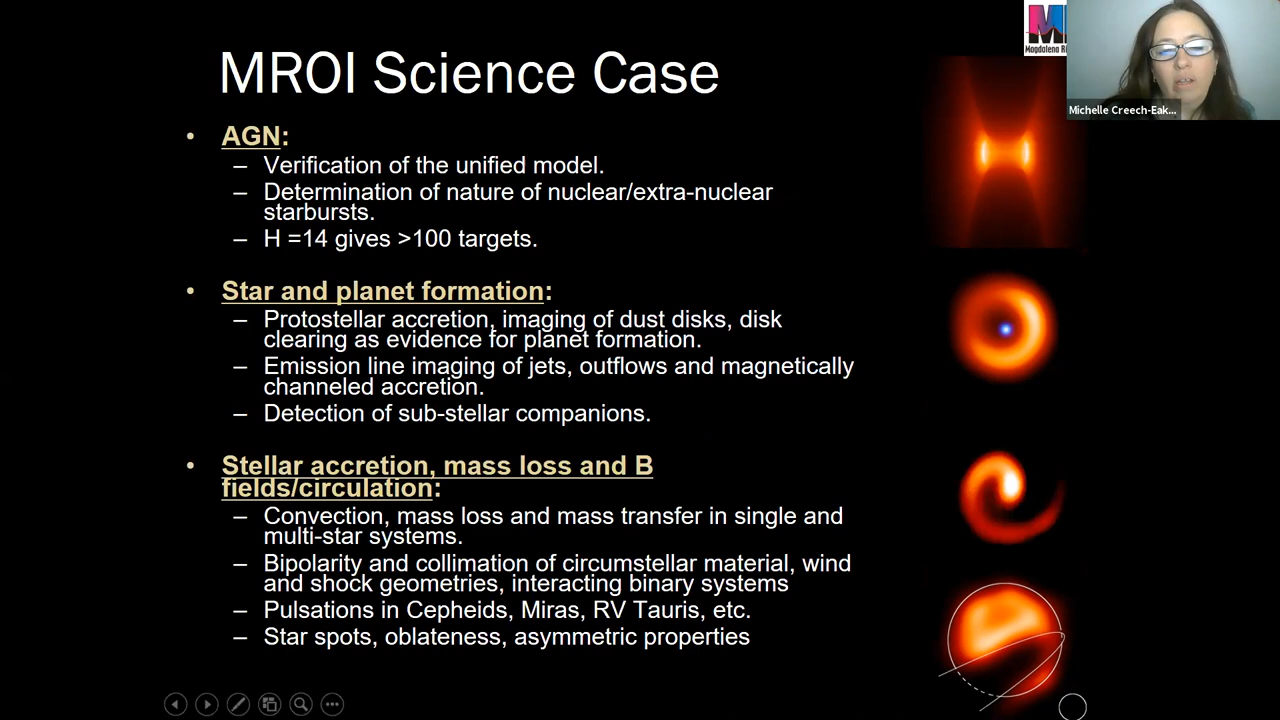 MROI Science Case
• AGN:
– Verification of the unified model.
– Determination of nature of nuclear/extra-nuclear
starbursts.
– H =14 gives >100 targets.
• Star and planet formation:
– Protostellar accretion, imaging of dust disks, disk
clearing as evidence for planet formation.
– Emission line imaging of jets, outflows and magnetically
channeled accretion.
– Detection of sub-stellar companions.
• Stellar accretion, mass loss and B
fields/circulation:
– Convection, mass loss and mass transfer in single and
multi-star systems.
– Bipolarity and collimation of circumstellar material, wind
and shock geometries, interacting binary systems
– Pulsations in Cepheids, Miras, RV Tauris, etc.
– Star spots, oblateness, asymmetric properties
Magdalena
Michelle Creech-Eak...